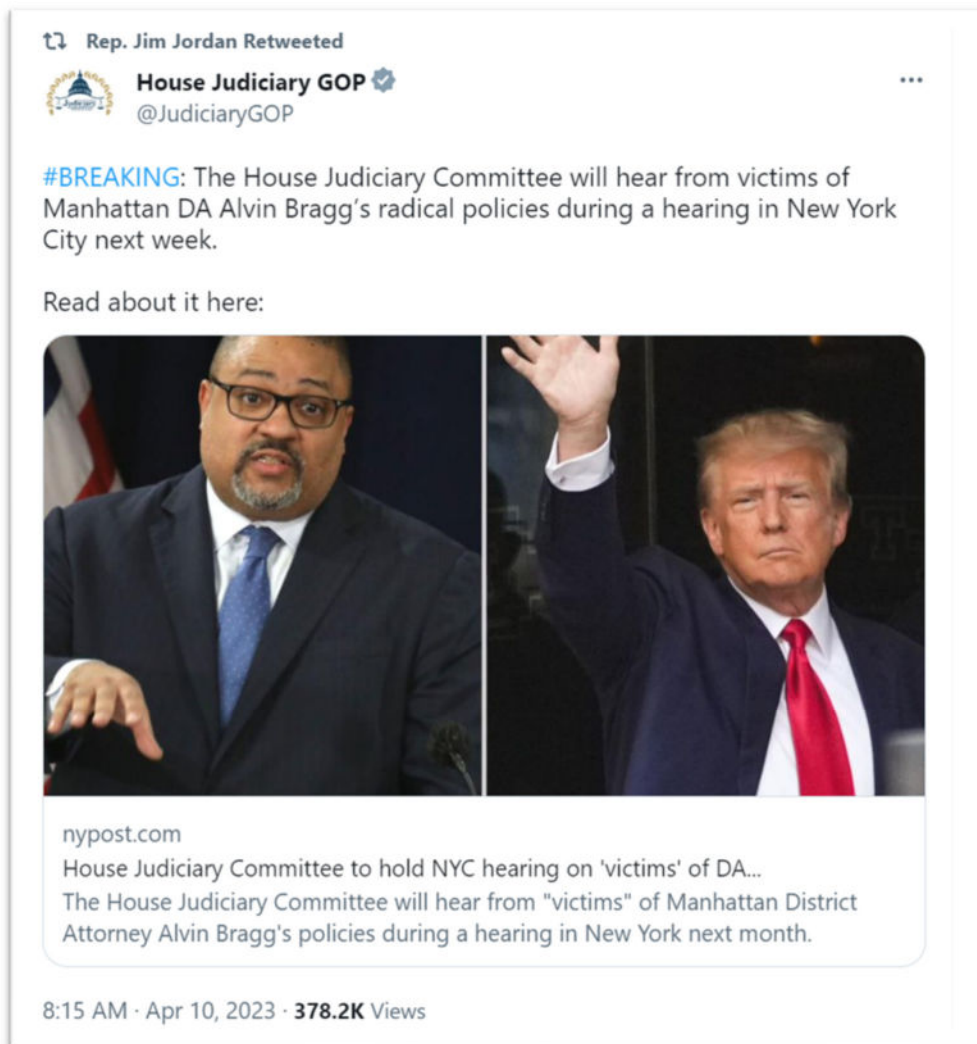 Rep. Jim Jordan Retweeted
House Judiciary GOP
@JudiciaryGOP
#BREAKING: The House Judiciary Committee will hear from victims of
Manhattan DA Alvin Bragg’s radical policies during a hearing in New York
City next week.
Read about it here:
nypost.com
House Judiciary Committee to hold NYC hearing on 'victims' of DA...
The House Judiciary Committee will hear from "victims" of Manhattan District
Attorney Alvin Bragg's policies during a hearing in New York next month.
8:15 AM · Apr 10, 2023 · 378.2K Views